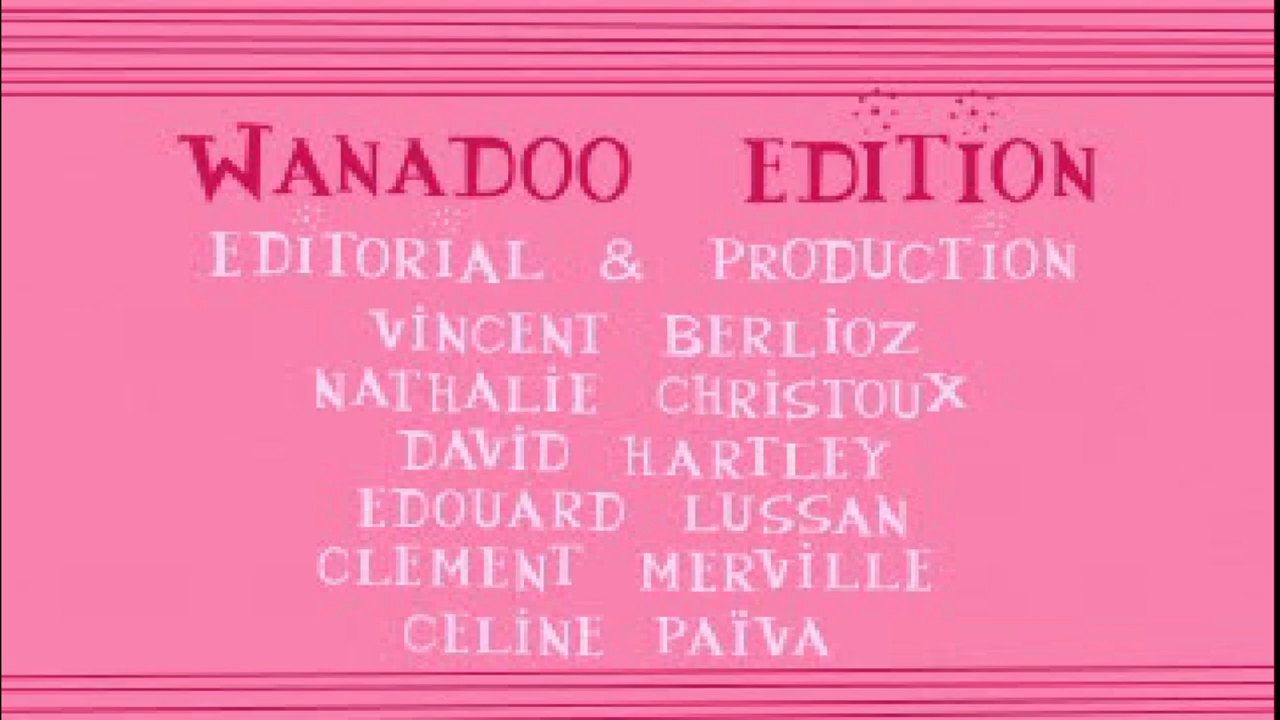 WANADOO EDITION
EDITORIAL & PRODUCTION
VINCENT BERLIOZ
NATHALIE CHRISTOUX
DAVID HARTLEY
EDOUARD LUSSAN
CLEMENT MERVILLE
CELINE PAÏVA